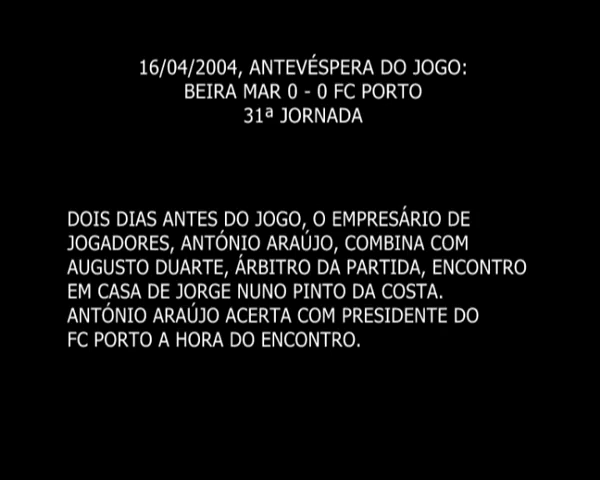 16/04/2004, ANTEVÉSPERA DO JOGO:
BEIRA MAR 0 - 0 FC PORTO
31ª JORNADA
DOIS DIAS ANTES DO JOGO, O EMPRESÁRIO DE
JOGADORES, ANTÓNIO ARAÚJO, COMBINA COM
AUGUSTO DUARTE, ÁRBITRO DA PARTIDA, ENCONTRO
EM CASA DE JORGE NUNO PINTO DA COSTA.
ANTÓNIO ARAÚJO ACERTA COM PRESIDENTE DO
FC PORTO A HORA DO ENCONTRO.